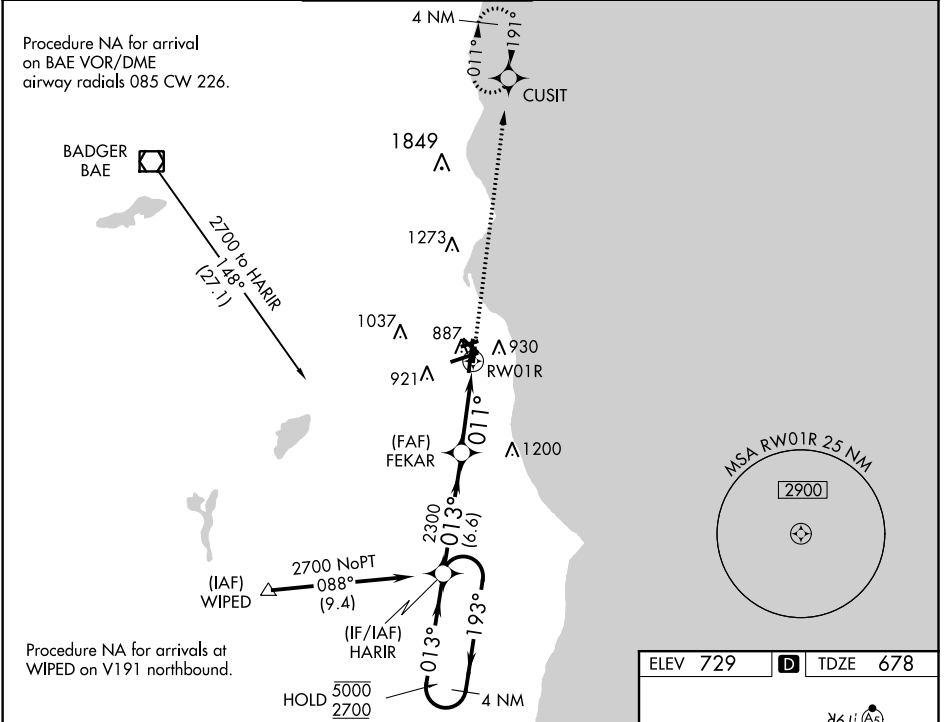 4 NM
011°
191°
CUSIT
Procedure NA for arrival
on BAE VOR/DME
airway radials 085 CW 226.
BADGER
BAE
1849
2700 to HARIR
148°
(27.1)
1273
1037
887
930
RW01R
921
011°
(FAF)
FEKAR
1200
MSA RW01R 25 NM
2900
2300
013°
(6.6)
2700 NoPT
088°
(9.4)
(IAF)
WIPED
(IF/IAF)
HARIR
013°
193°
HOLD 5000
2700
4 NM
Procedure NA for arrivals at
WIPED on V191 northbound.
ELEV 729 D TDZE 678
A5